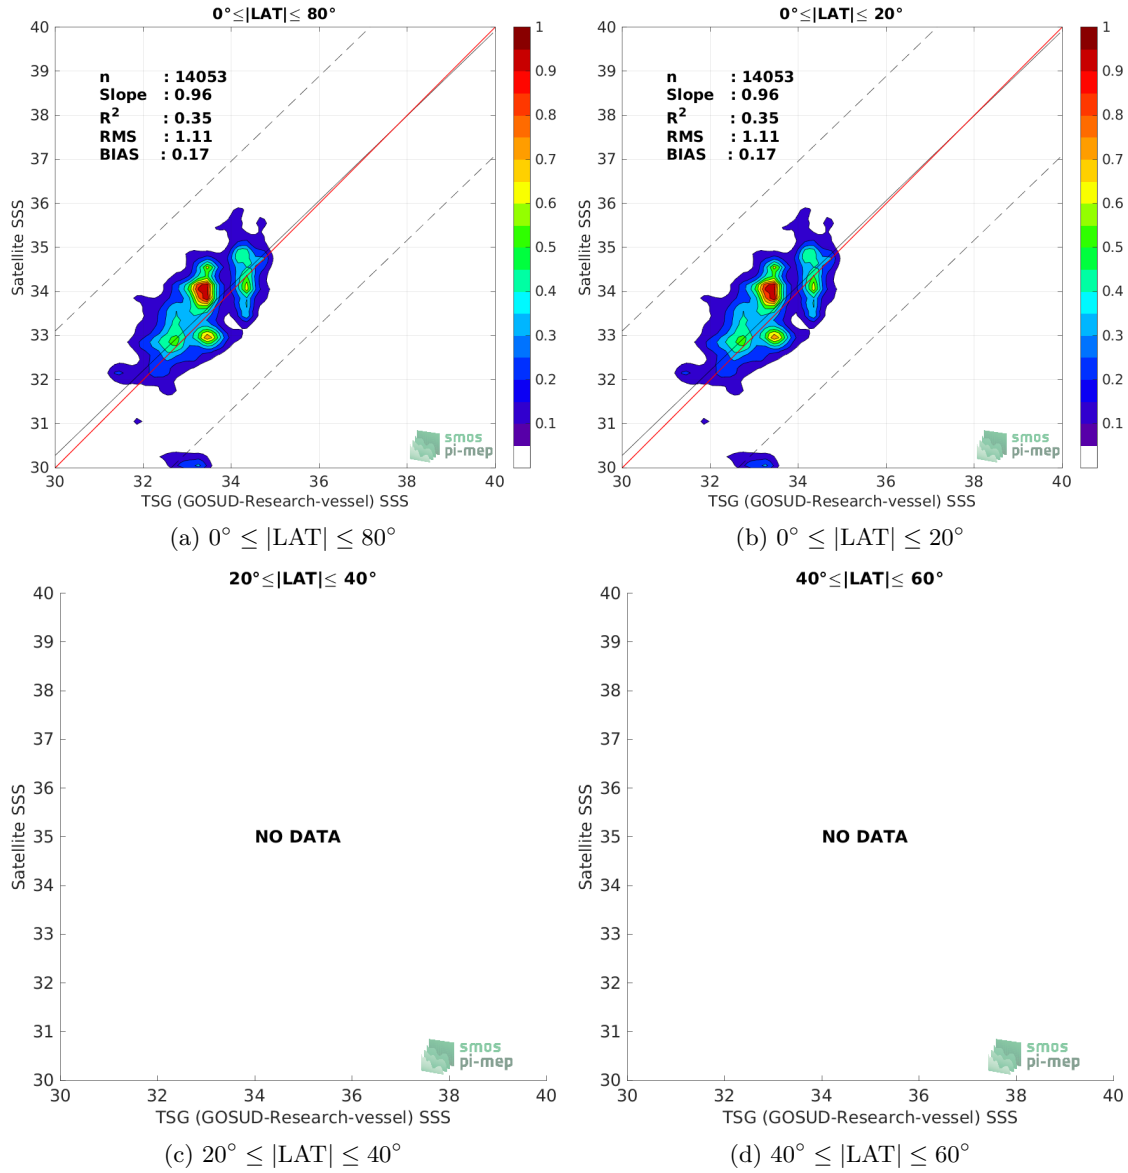 0°≤|LAT|≤ 80°
40
39
38
37
36
35
34
33
32
31
30
Satellite SSS
n : 14053
Slope : 0.96
R² : 0.35
RMS : 1.11
BIAS : 0.17
smos
pi-mep
30 32 34 36 38 40
TSG (GOSUD-Research-vessel) SSS
1
0.9
0.8
0.7
0.6
0.5
0.4
0.3
0.2
0.1
(a) 0° ≤ |LAT| ≤ 80°
0°≤|LAT|≤ 20°
40
39
38
37
36
35
34
33
32
31
30
Satellite SSS
n : 14053
Slope : 0.96
R² : 0.35
RMS : 1.11
BIAS : 0.17
smos
pi-mep
30 32 34 36 38 40
TSG (GOSUD-Research-vessel) SSS
1
0.9
0.8
0.7
0.6
0.5
0.4
0.3
0.2
0.1
(b) 0° ≤ |LAT| ≤ 20°
20°≤|LAT|≤ 40°
40
39
38
37
36
35
34
33
32
31
30
Satellite SSS
NO DATA
smos
pi-mep
30 32 34 36 38 40
TSG (GOSUD-Research-vessel) SSS
(c) 20° ≤ |LAT| ≤ 40°
40°≤|LAT|≤ 60°
40
39
38
37
36
35
34
33
32
31
30
Satellite SSS
NO DATA
smos
pi-mep
30 32 34 36 38 40
TSG (GOSUD-Research-vessel) SSS
(d) 40° ≤ |LAT| ≤ 60°